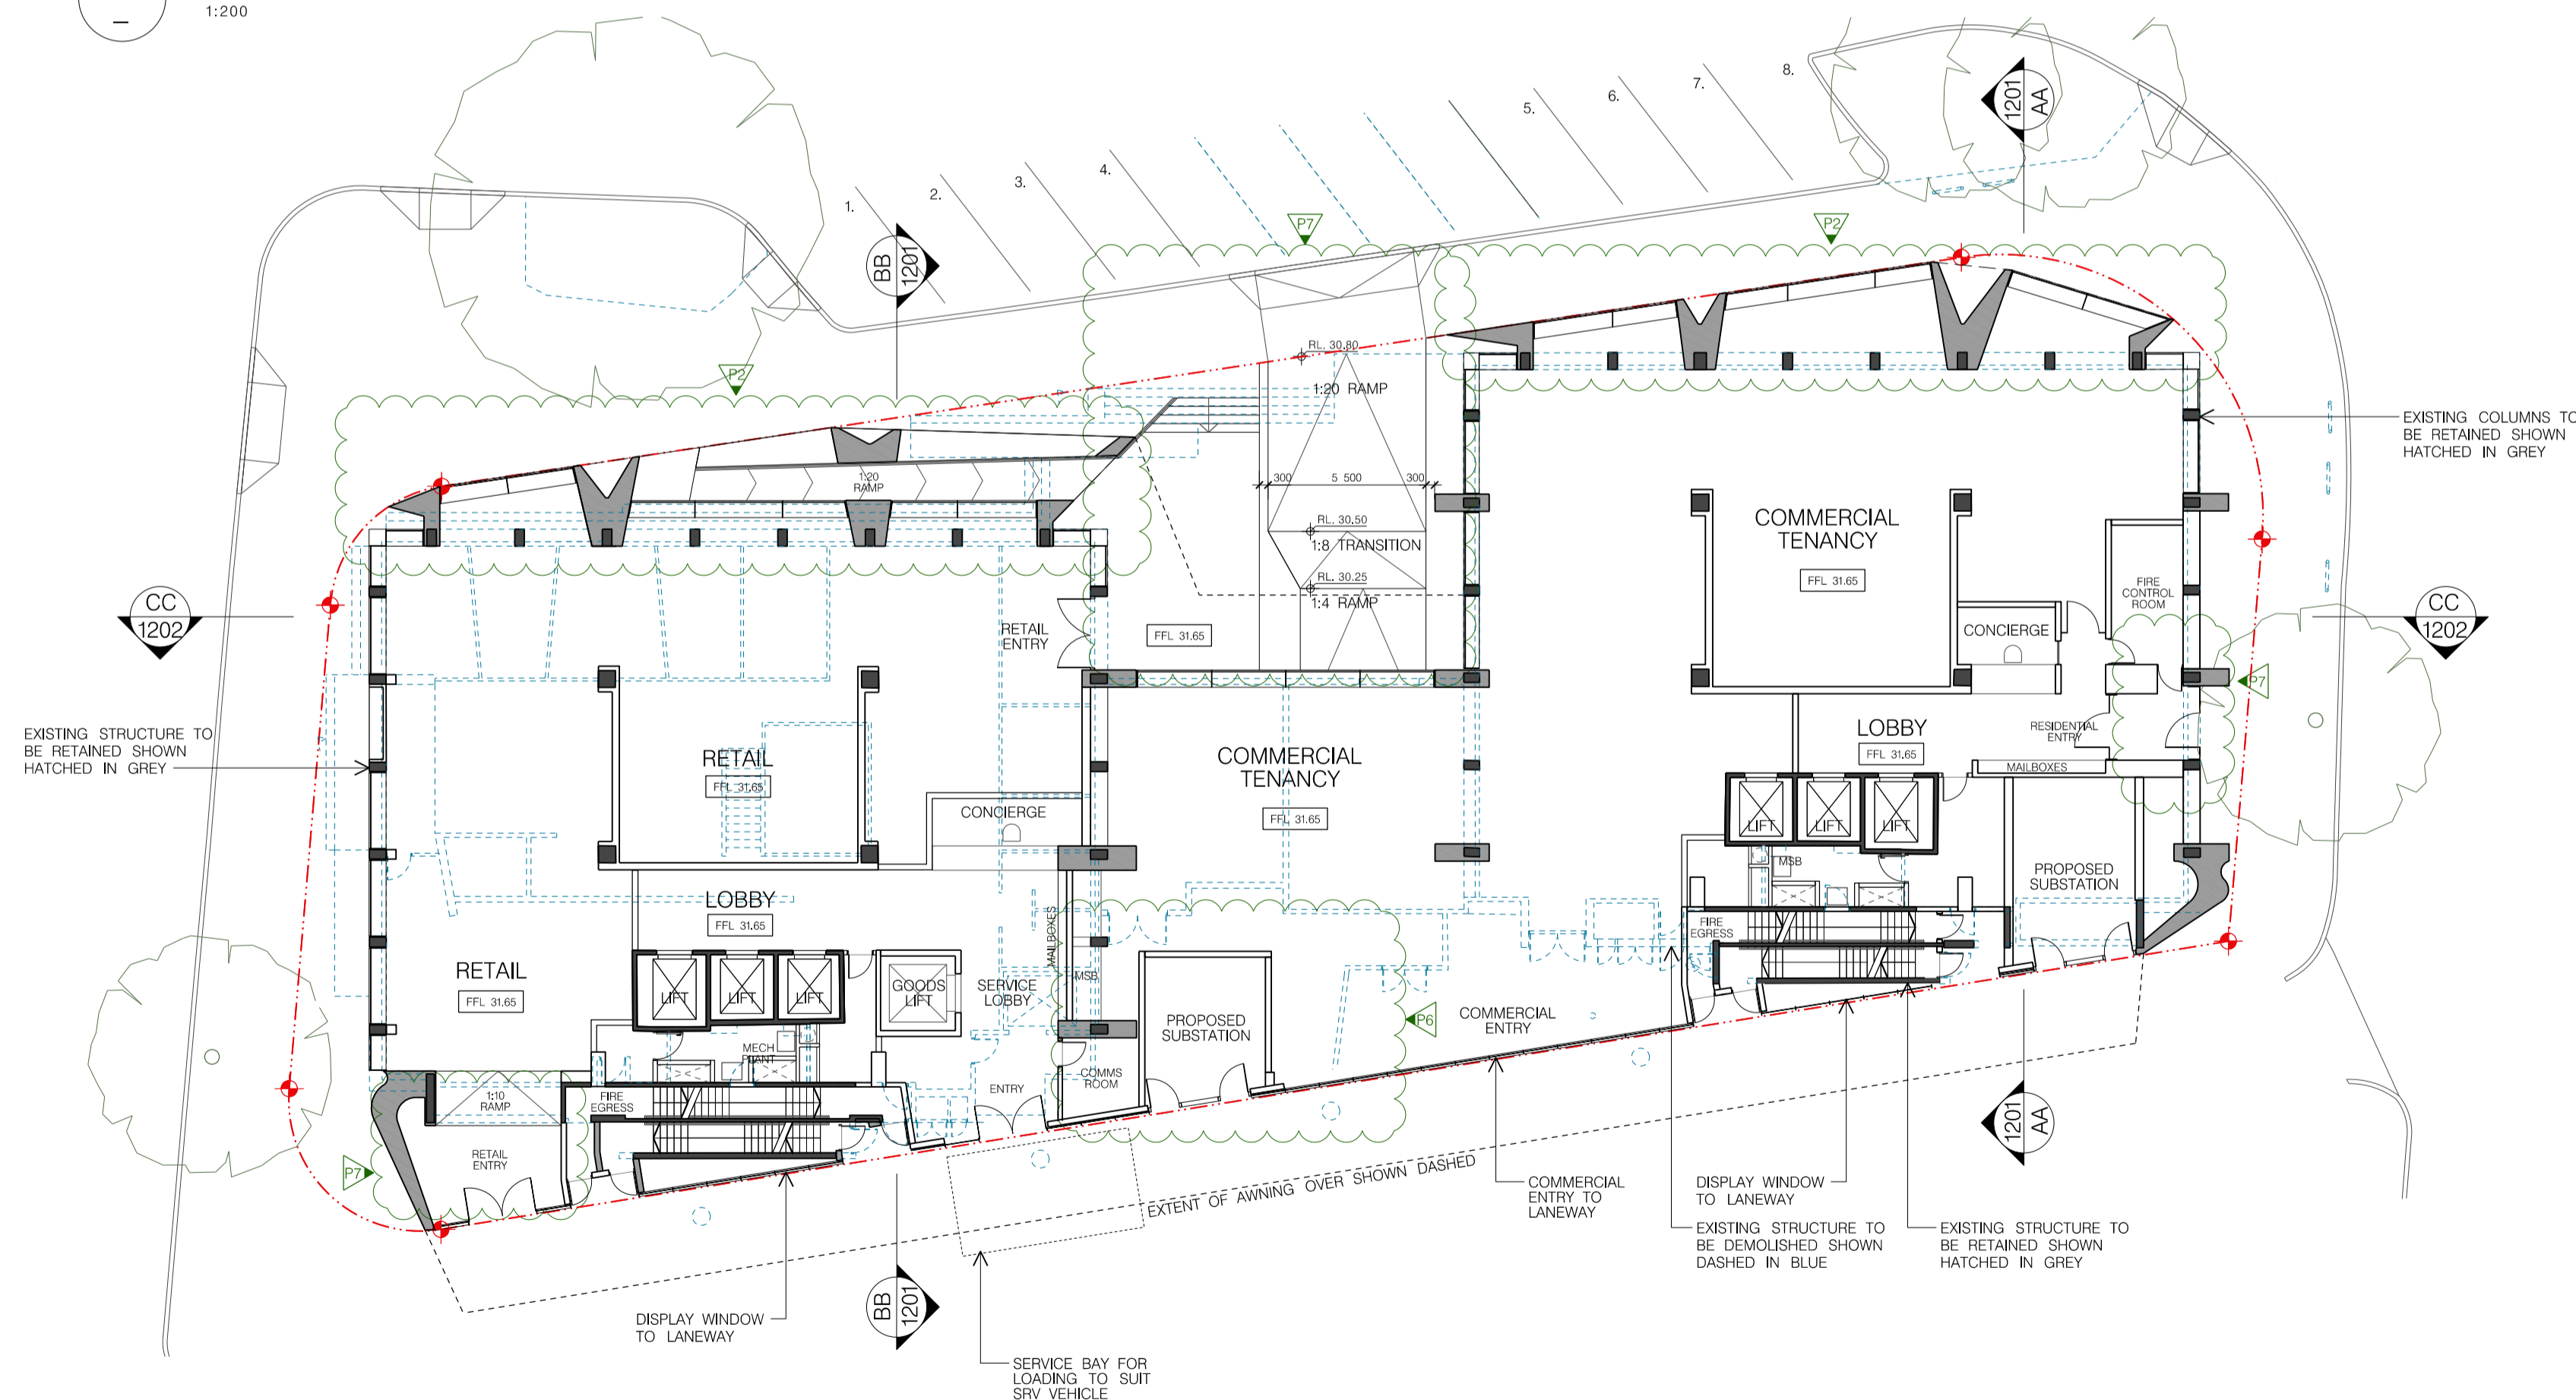 –
1:200
1.
2.
3.
4.
5.
6.
7.
8.
1201
AA
BB
1201
P7
P2
P2
RL. 30.80
1:20 RAMP
300
5 500
300
RL. 30.50
1:8 TRANSITION
RL. 30.25
1:4 RAMP
1:20
RAMP
EXISTING COLUMNS TO
BE RETAINED SHOWN
HATCHED IN GREY
COMMERCIAL
TENANCY
FFL 31.65
FIRE
CONTROL
ROOM
CONCIERGE
CC
1202
CC
1202
RETAIL
ENTRY
FFL 31.65
P7
EXISTING STRUCTURE TO
BE RETAINED SHOWN
HATCHED IN GREY
RETAIL
FFL 31.65
COMMERCIAL
TENANCY
FFL 31.65
LOBBY
FFL 31.65
RESIDENTIAL
ENTRY
MAILBOXES
CONCIERGE
LIFT
LIFT
LIFT
MSB
PROPOSED
SUBSTATION
LOBBY
FFL 31.65
MAILBOXES
FIRE
EGRESS
RETAIL
FFL 31.65
LIFT
LIFT
LIFT
GOODS
LIFT
SERVICE
LOBBY
MSB
PROPOSED
SUBSTATION
P6
COMMERCIAL
ENTRY
MECH
PLANT
COMMS
ROOM
ENTRY
1:10
RAMP
FIRE
EGRESS
RETAIL
ENTRY
P7
1201
AA
EXTENT OF AWNING OVER SHOWN DASHED
COMMERCIAL
ENTRY TO
LANEWAY
DISPLAY WINDOW
TO LANEWAY
EXISTING STRUCTURE TO
BE DEMOLISHED SHOWN
DASHED IN BLUE
EXISTING STRUCTURE TO
BE RETAINED SHOWN
HATCHED IN GREY
BB
1201
DISPLAY WINDOW
TO LANEWAY
SERVICE BAY FOR
LOADING TO SUIT
SRV VEHICLE